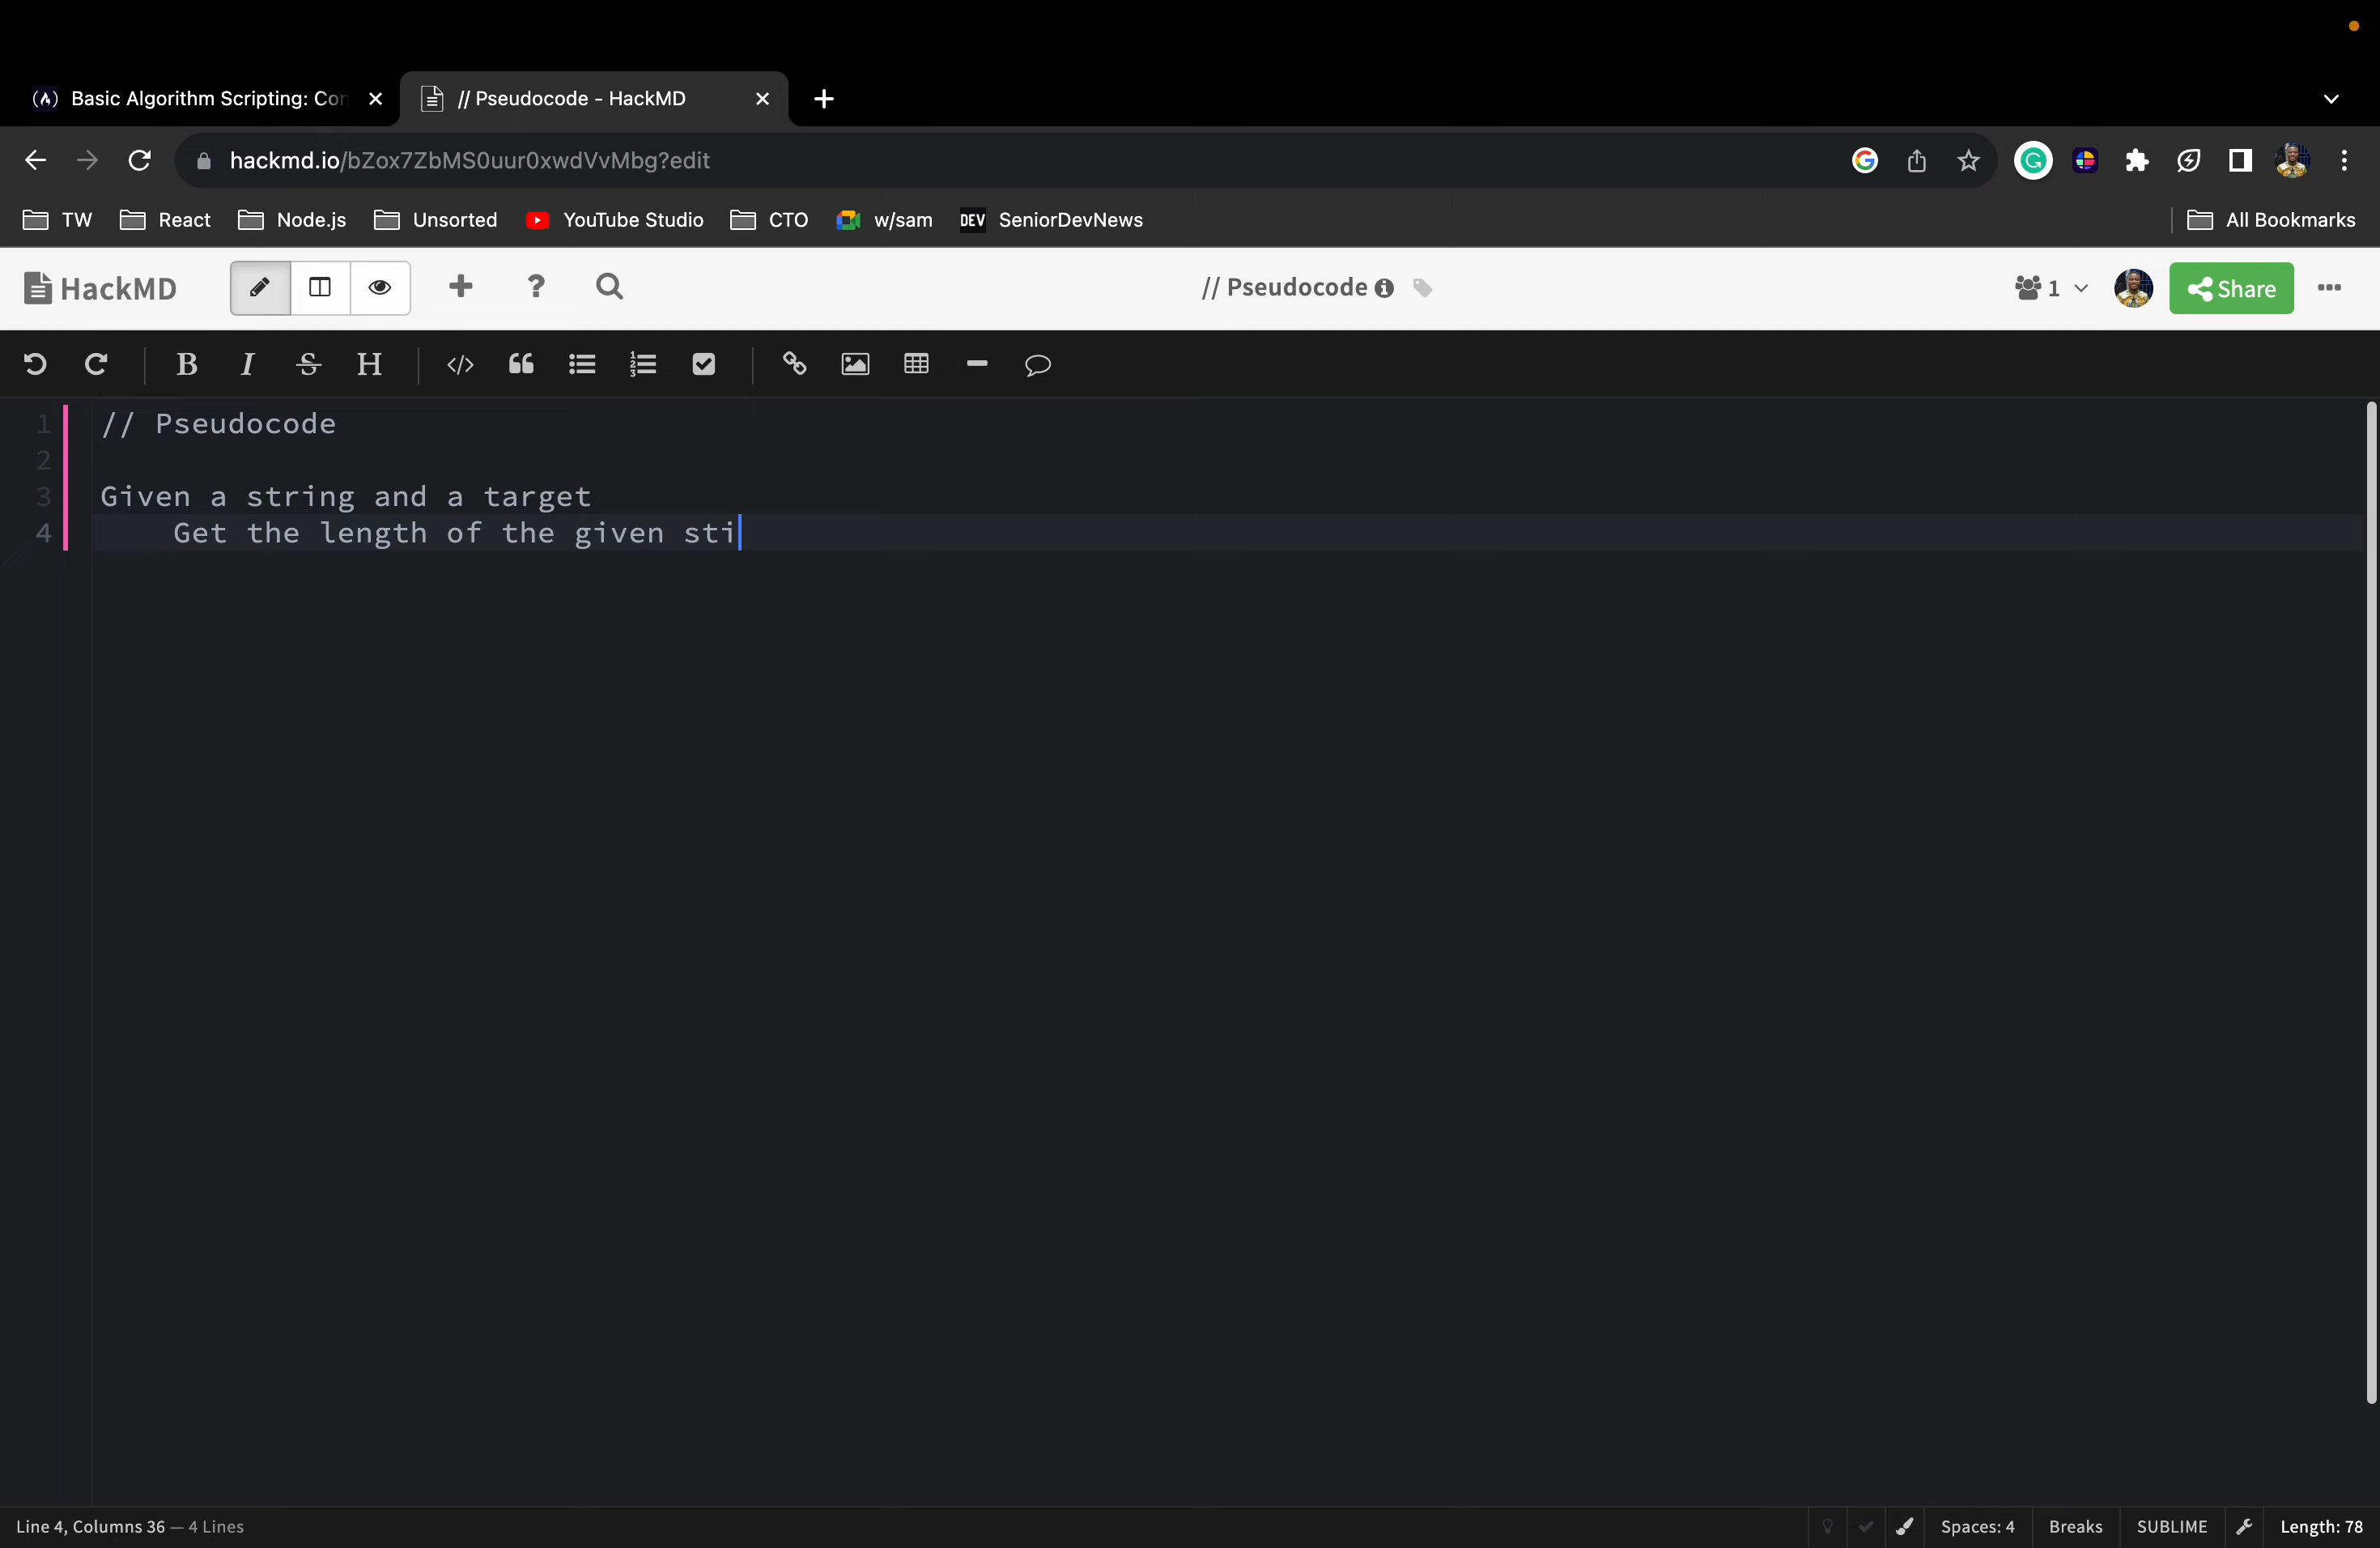 Basic Algorithm Scripting: Con
// Pseudocode - HackMD
hackmd.io/bZox7ZbMS0uur0xwdVvMbg?edit
TW React Node.js Unsorted YouTube Studio CTO w/sam DEV SeniorDevNews All Bookmarks
HackMD // Pseudocode 1 Share
1 // Pseudocode
2
3 Given a string and a target
4 Get the length of the given sti
Line 4, Columns 36 — 4 Lines Spaces: 4 Breaks SUBLIME Length: 78